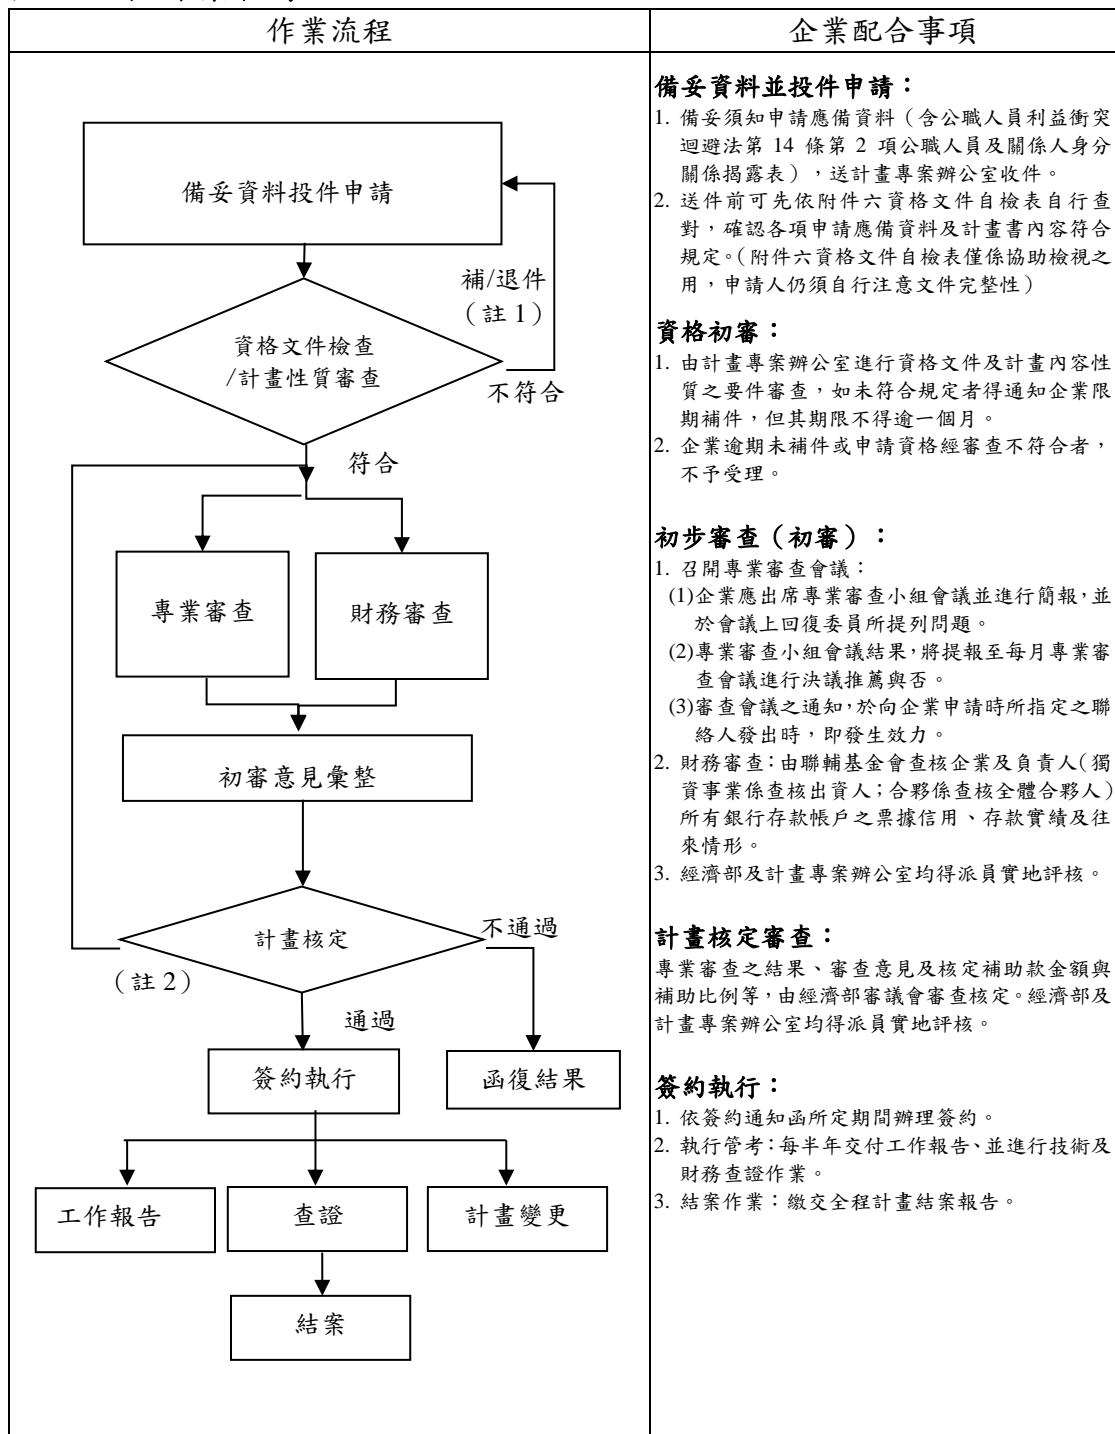 作業流程
企業配合事項
備妥資料投件申請
補/退件
（註 1）
資格文件檢查
/計畫性質審查
不符合
符合
專業審查
財務審查
初審意見彙整
計畫核定
不通過
（註 2）
通過
簽約執行
函復結果
工作報告
查證
計畫變更
結案
備妥資料並投件申請：
1. 備妥須知申請應備資料（含公職人員利益衝突
迴避法第 14 條第 2 項公職人員及關係人身分
關係揭露表），送計畫專案辦公室收件。
2. 送件前可先依附件六資格文件自檢表自行查
對，確認各項申請應備資料及計畫書內容符合
規定。（附件六資格文件自檢表僅係協助檢視之
用，申請人仍須自行注意文件完整性）
資格初審：
1. 由計畫專案辦公室進行資格文件及計畫內容性
質之要件審查，如未符合規定者得通知企業限
期補件，但其期限不得逾一個月。
2. 企業逾期未補件或申請資格經審查不符合者，
不予受理。
初步審查（初審）：
1. 召開專業審查會議：
(1)企業應出席專業審查小組會議並進行簡報，並
於會議上回復委員所提列問題。
(2)專業審查小組會議結果，將提報至每月專業審
查會議進行決議推薦與否。
(3)審查會議之通知，於向企業申請時所指定之聯
絡人發出時，即發生效力。
2. 財務審查：由聯輔基金會查核企業及負責人（獨
資事業係查核出資人；合夥係查核全體合夥人）
所有銀行存款帳戶之票據信用、存款實績及往
來情形。
3. 經濟部及計畫專案辦公室均得派員實地評核。
計畫核定審查：
專業審查之結果、審查意見及核定補助款金額與
補助比例等，由經濟部審議會審查核定。經濟部及
計畫專案辦公室均得派員實地評核。
簽約執行：
1. 依簽約通知函所定期間辦理簽約。
2. 執行管考：每半年交付工作報告、並進行技術及
財務查證作業。
3. 結案作業：繳交全程計畫結案報告。